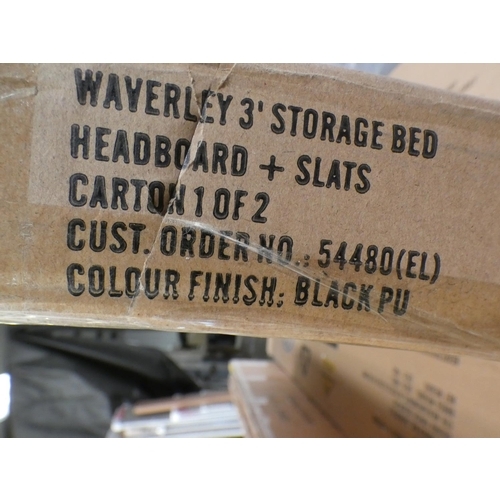 WAVERLEY 3' STORAGE BED
HEADBOARD + SLATS
CARTON 1 OF 2
CUST. ORDER NO.: 54480(EL)
COLOUR FINISH: BLACK PU